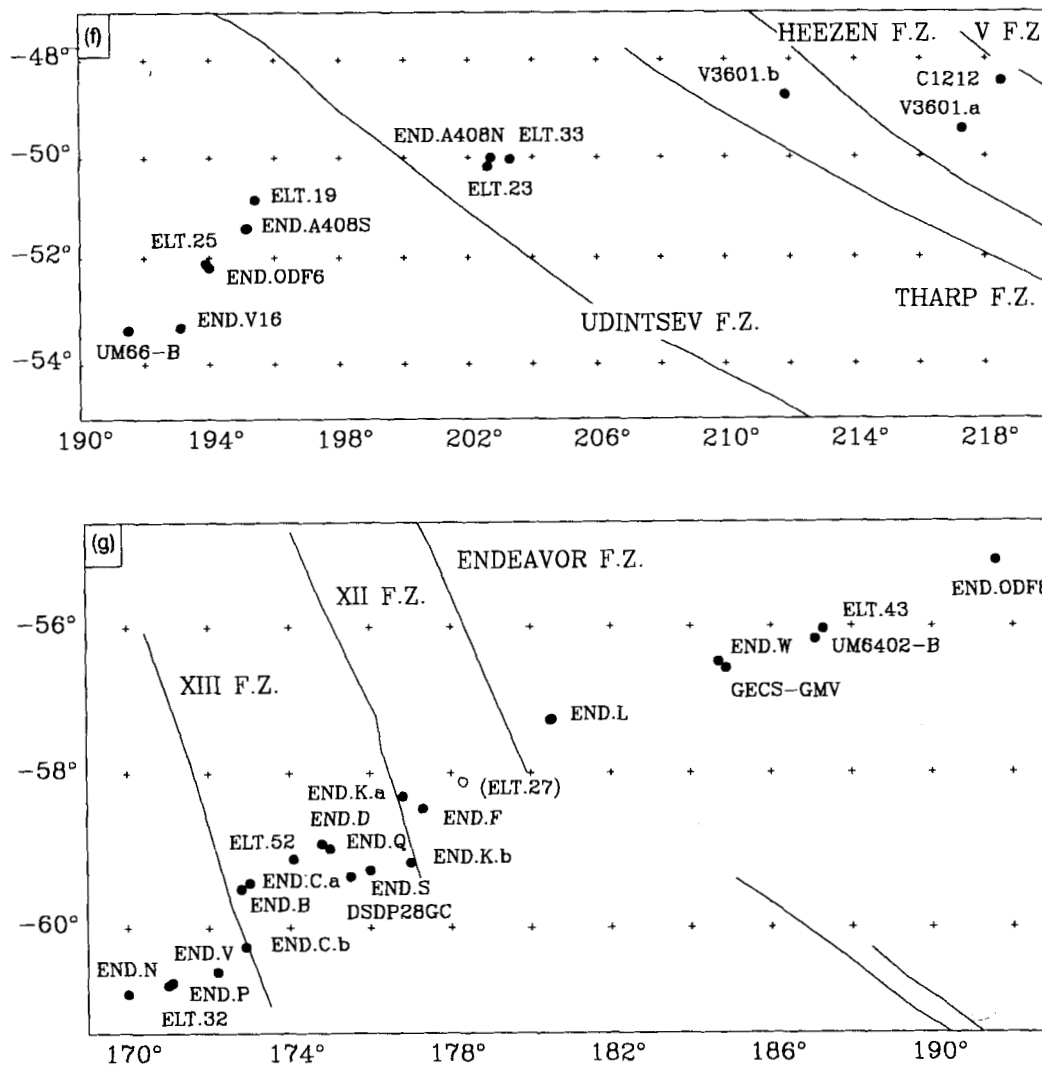 (f)
HEEZEN F.Z. V F.Z
-48°
V3601.b
C1212
V3601.a
END.A408N ELT.33
-50°
ELT.23
ELT.19
END.A408S
ELT.25
-52°
END.ODF6
THARP F.Z.
END.V16
UDINTSEV F.Z.
UM66-B
-54°
190° 194° 198° 202° 206° 210° 214° 218°
(g)
ENDEAVOR F.Z.
END.ODF8
XII F.Z.
-56°
ELT.43
END.W UM6402-B
XIII F.Z.
GECS-GMV
END.L
-58°
END.K.a (ELT.27)
END.D END.F
ELT.52 END.Q
END.K.b
END.C.a END.S
END.B DSDP28GC
-60°
END.V END.C.b
END.N
END.P
ELT.32
170° 174° 178° 182° 186° 190°